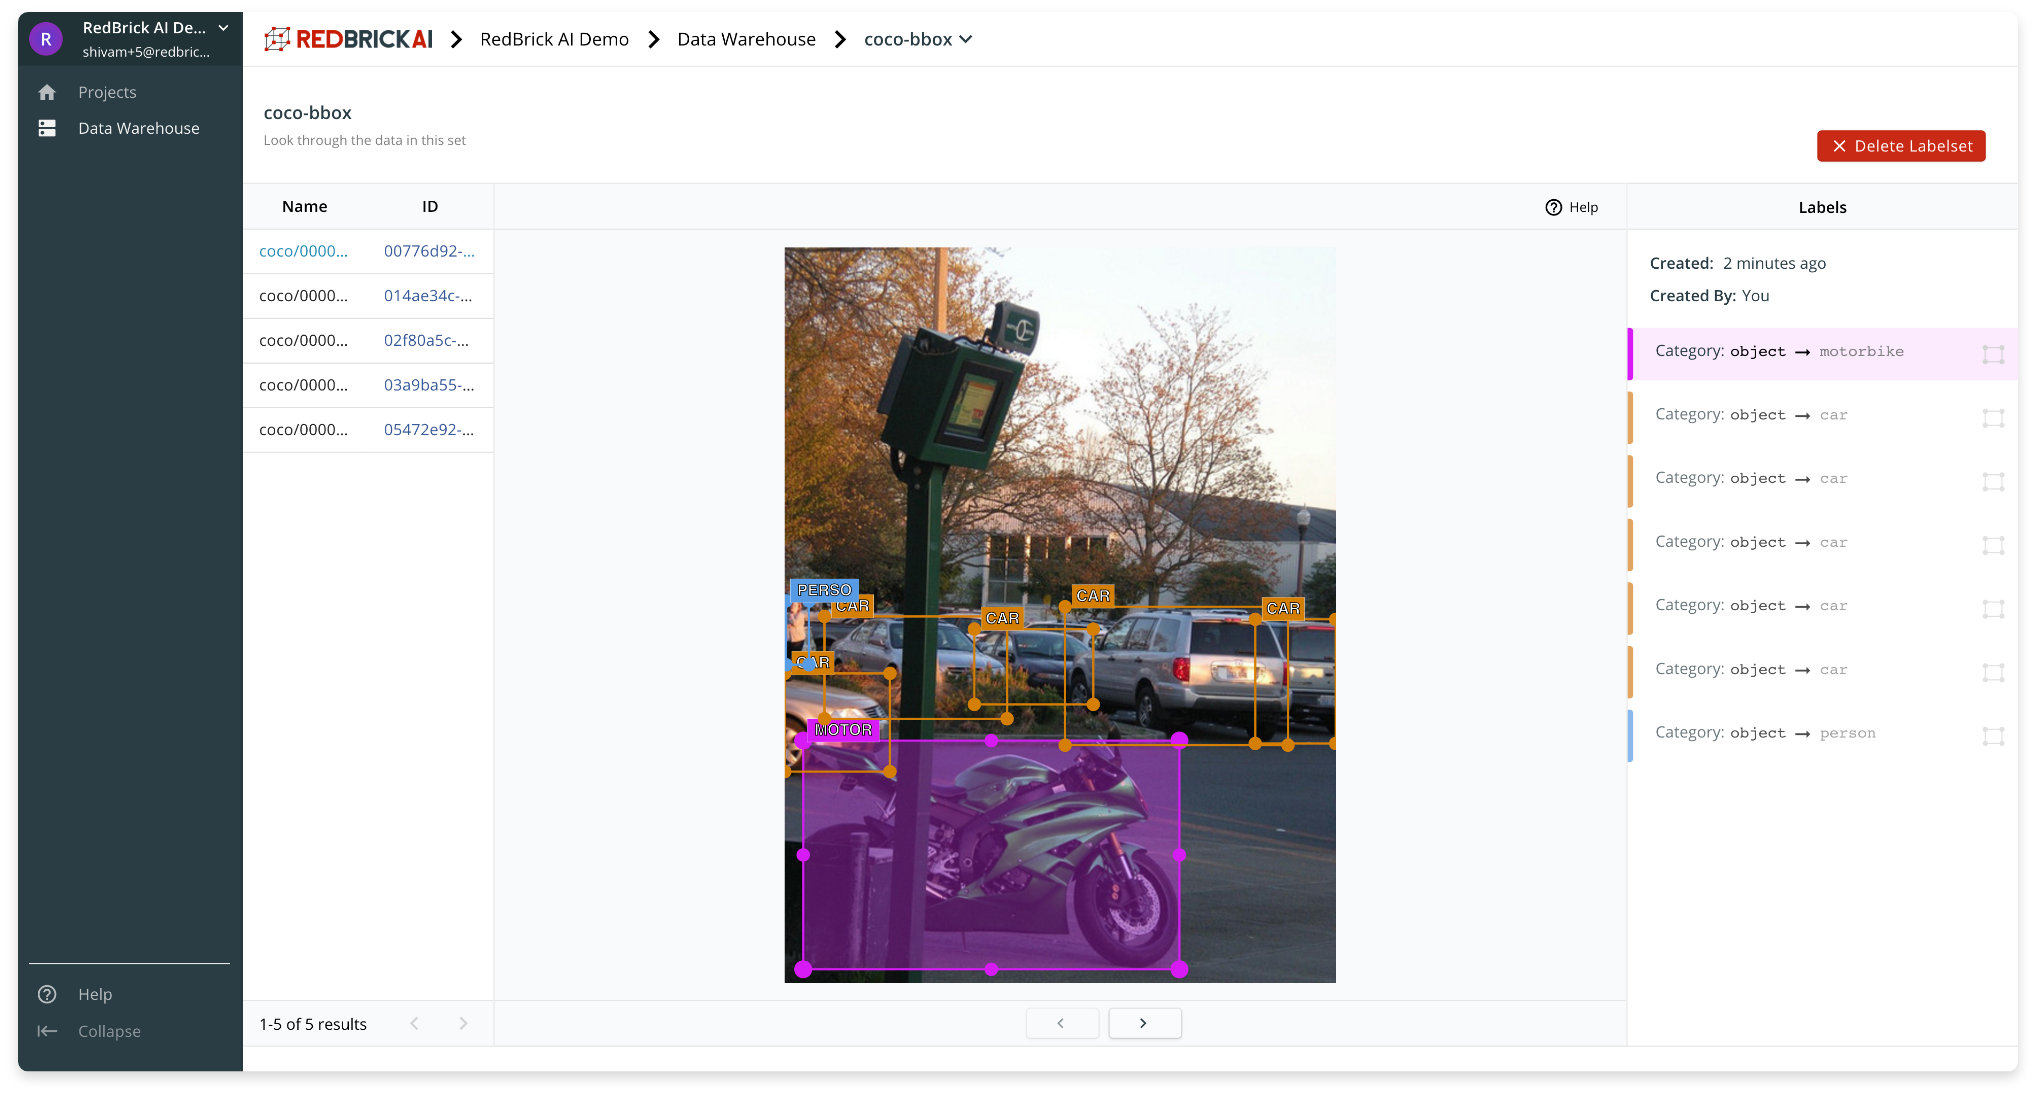 R
RedBrick AI De...
shivam+5@redbric...
Projects
Data Warehouse
Help
Collapse
REDBRICKAI
RedBrick AI Demo
Data Warehouse
coco-bbox
coco-bbox
Look through the data in this set
Delete Labelset
Name ID
coco/0000... 00776d92-...
coco/0000... 014ae34c-...
coco/0000... 02f80a5c-...
coco/0000... 03a9ba55-...
coco/0000... 05472e92-...
1-5 of 5 results
Help
PERSO
CAR
CAR
CAR
CAR
CAR
MOTOR
Labels
Created: 2 minutes ago
Created By: You
Category: object → motorbike
Category: object → car
Category: object → car
Category: object → car
Category: object → car
Category: object → car
Category: object → person